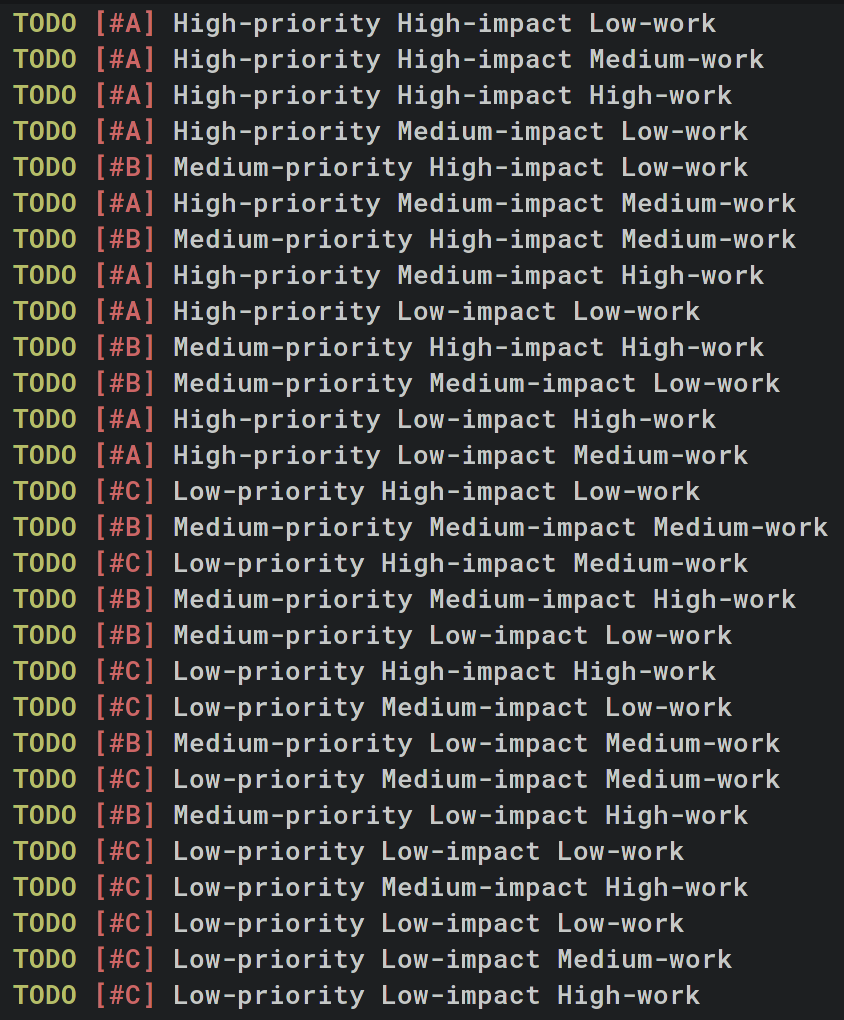 TODO [#A] High-priority High-impact Low-work
TODO [#A] High-priority High-impact Medium-work
TODO [#A] High-priority High-impact High-work
TODO [#A] High-priority Medium-impact Low-work
TODO [#B] Medium-priority High-impact Low-work
TODO [#A] High-priority Medium-impact Medium-work
TODO [#B] Medium-priority High-impact Medium-work
TODO [#A] High-priority Medium-impact High-work
TODO [#A] High-priority Low-impact Low-work
TODO [#B] Medium-priority High-impact High-work
TODO [#B] Medium-priority Medium-impact Low-work
TODO [#A] High-priority Low-impact High-work
TODO [#A] High-priority Low-impact Medium-work
TODO [#C] Low-priority High-impact Low-work
TODO [#B] Medium-priority Medium-impact Medium-work
TODO [#C] Low-priority High-impact Medium-work
TODO [#B] Medium-priority Medium-impact High-work
TODO [#B] Medium-priority Low-impact Low-work
TODO [#C] Low-priority High-impact High-work
TODO [#C] Low-priority Medium-impact Low-work
TODO [#B] Medium-priority Low-impact Medium-work
TODO [#C] Low-priority Medium-impact Medium-work
TODO [#B] Medium-priority Low-impact High-work
TODO [#C] Low-priority Low-impact Low-work
TODO [#C] Low-priority Medium-impact High-work
TODO [#C] Low-priority Low-impact Low-work
TODO [#C] Low-priority Low-impact Medium-work
TODO [#C] Low-priority Low-impact High-work